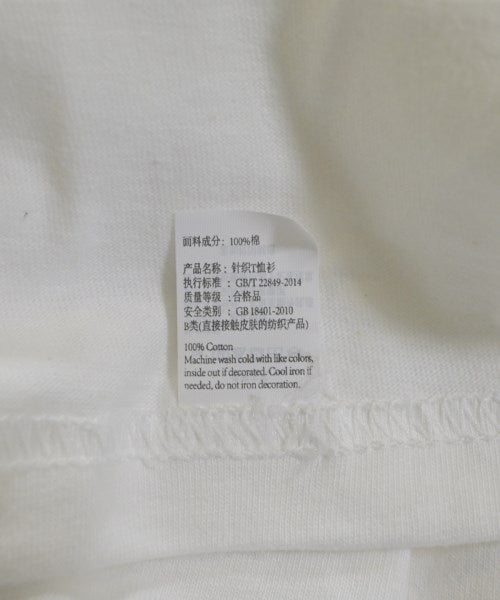 面料成分：100%棉
产品名称：针织T恤衫
执行标准：GB/T 22849-2014
质量等级：合格品
安全类别：GB 18401-2010
B类(直接接触皮肤的纺织产品)
100% Cotton
Machine wash cold with like colors,
inside out if decorated. Cool iron if
needed, do not iron decoration.